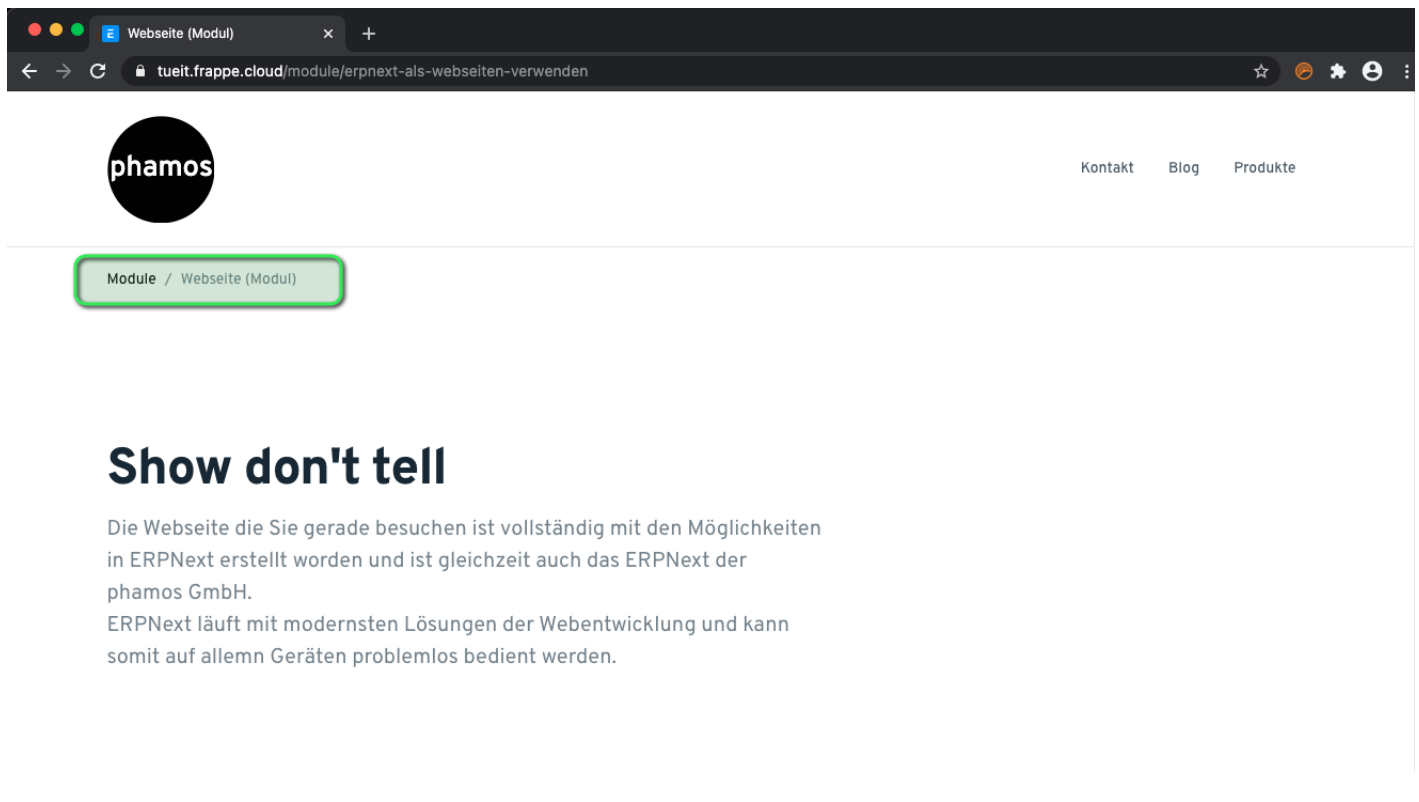 Webseite (Modul)
tueit.frappe.cloud/module/erpnext-als-webseiten-verwenden
phamos
Kontakt Blog Produkte
Module / Webseite (Modul)
Show don't tell
Die Webseite die Sie gerade besuchen ist vollständig mit den Möglichkeiten
in ERPNext erstellt worden und ist gleichzeit auch das ERPNext der
phamos GmbH.
ERPNext läuft mit modernsten Lösungen der Webentwicklung und kann
somit auf allemn Geräten problemlos bedient werden.